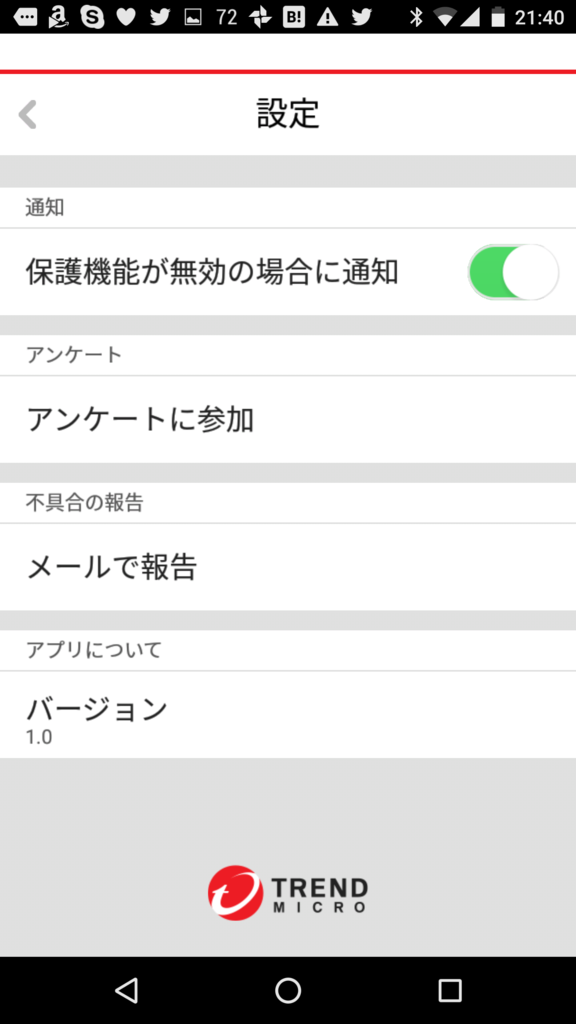 72 B! 21:40
設定
通知
保護機能が無効の場合に通知
アンケート
アンケートに参加
不具合の報告
メールで報告
アプリについて
バージョン
1.0
TREND
MICRO